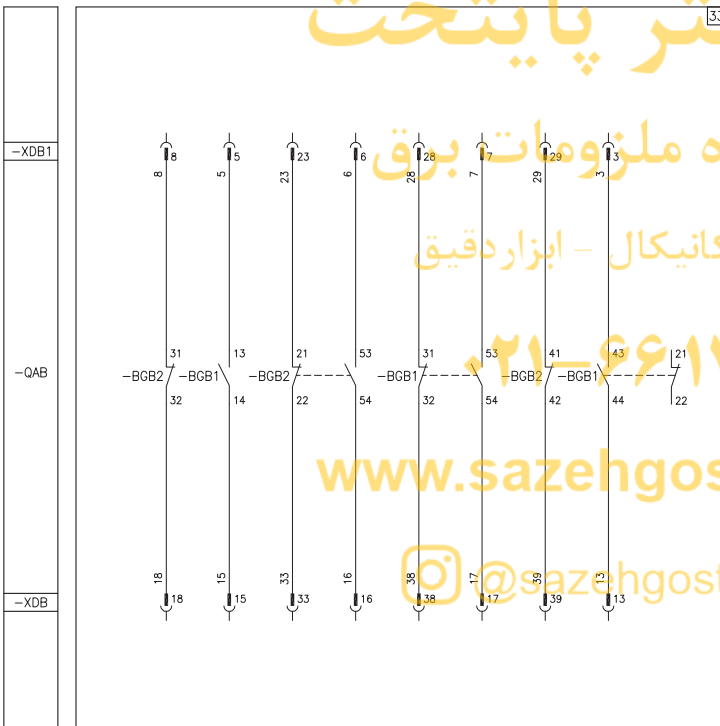 33
تر پایتخت
-XDB1
8 5 23 6 28 7 29 3
ه ملزومات برق
8 5 23 6 28 7 29 3
کانیکال - ابزاردقیق
31 13 21 53 31 53 41 43 21
۰۲۱-۶۶۱۷
-QAB
-BGB2 -BGB1 -BGB2 -BGB1 -BGB2 -BGB1
32 14 22 54 32 54 42 44 22
www.sazehgos
18 15 33 16 38 17 39 13
@sazehgost
-XDB
18 15 33 16 38 17 39 13